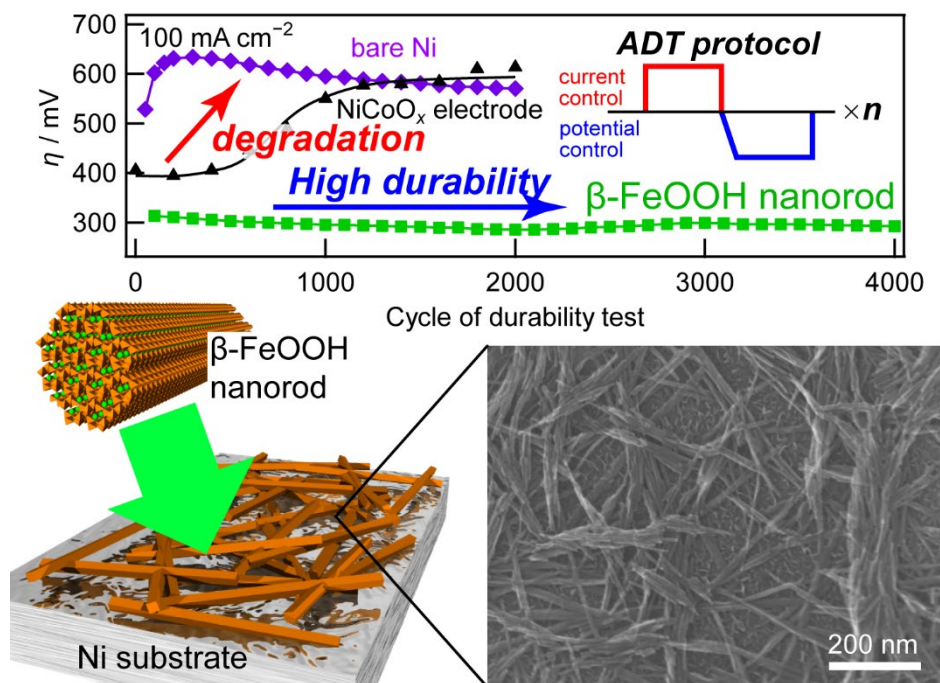 700
600
500
400
300
η / mV
100 mA cm⁻²
bare Ni
NiCoOₓ electrode
degradation
High durability
β-FeOOH nanorod
ADT protocol
current
control
potential
control
×n
0
1000
2000
3000
4000
Cycle of durability test
β-FeOOH
nanorod
Ni substrate
200 nm